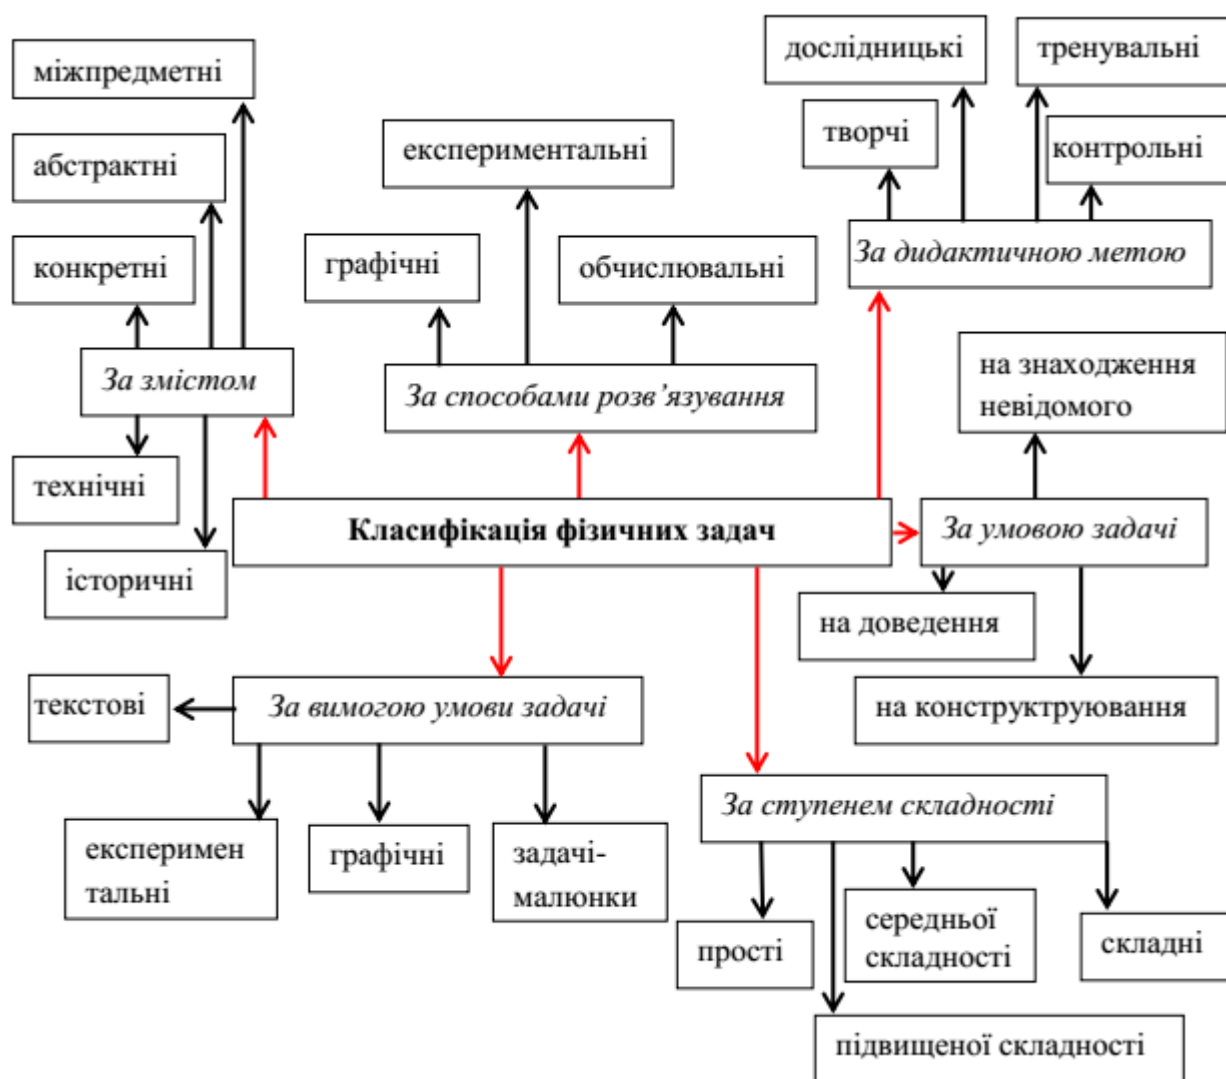 дослідницькі
тренувальні
міжпредметні
творчі
контрольні
експериментальні
абстрактні
графічні
обчислювальні
За дидактичною метою
конкретні
За змістом
За способами розв’язування
на знаходження
невідомого
технічні
Класифікація фізичних задач
За умовою задачі
історичні
на доведення
текстові
За вимогою умови задачі
на конструктруювання
За ступенем складності
експеримен
тальні
графічні
задачі-
малюнки
прості
середньої
складності
складні
підвищеної складності